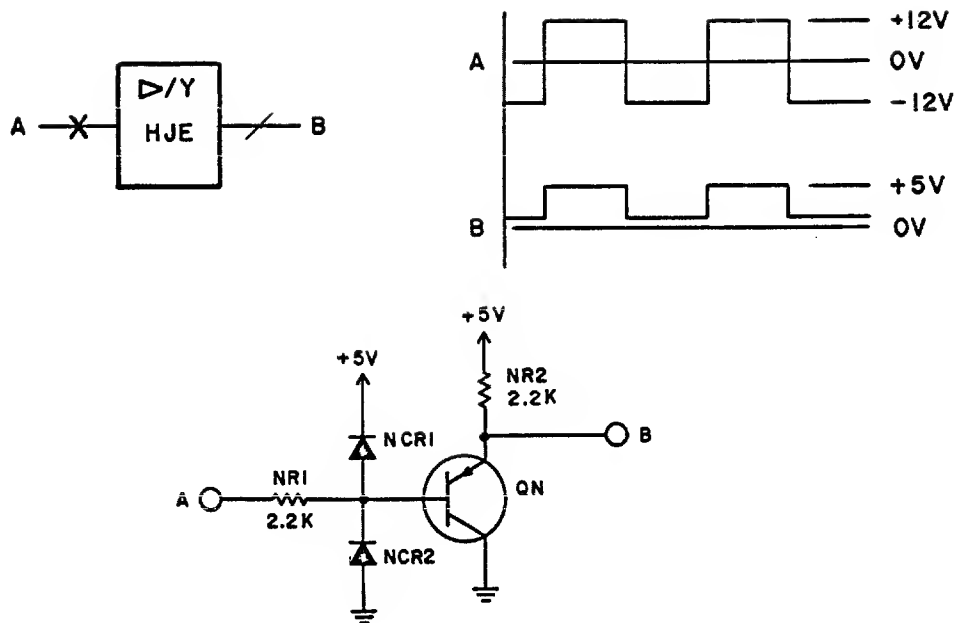 ▷/Y
HJE
A
B
A
+12V
0V
-12V
B
+5V
0V
+5V
+5V
NR2
2.2K
B
NCR1
QN
NR1
A
2.2K
NCR2